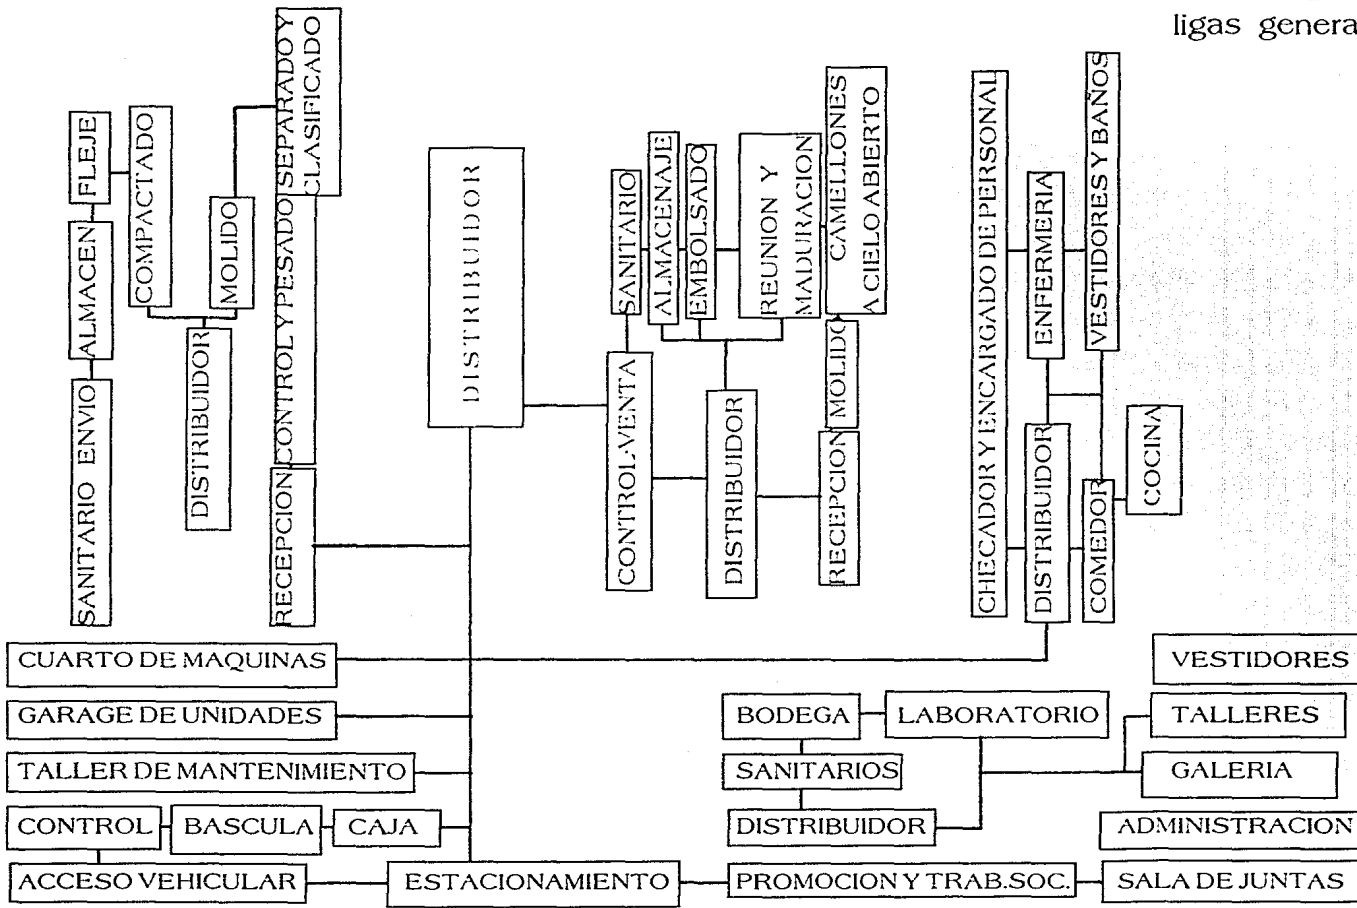 ligas genera
FLEJE
ALMACEN
SANITARIO ENVIO
COMPACTADO
MOLIDO
DISTRIBUIDOR
SEPARADO Y
CLASIFICADO
CONTROL Y PESADO
RECEPCION
DISTRIBUIDOR
SANITARIO
ALMACENAJE
EMBOLSADO
REUNION Y
MADURACION
CAMELLONES
A CIELO ABIERTO
MOLIDO
CONTROL-VENTA
DISTRIBUIDOR
RECEPCION
CHECADOR Y ENCARGADO DE PERSONAL
ENFERMERIA
VESTIDORES Y BAÑOS
DISTRIBUIDOR
COMEDOR
COCINA
CUARTO DE MAQUINAS
VESTIDORES
GARAGE DE UNIDADES
BODEGA
LABORATORIO
TALLERES
TALLER DE MANTENIMIENTO
SANITARIOS
GALERIA
CONTROL
BASCULA
CAJA
DISTRIBUIDOR
ADMINISTRACION
ACCESO VEHICULAR
ESTACIONAMIENTO
PROMOCION Y TRAB.SOC.
SALA DE JUNTAS